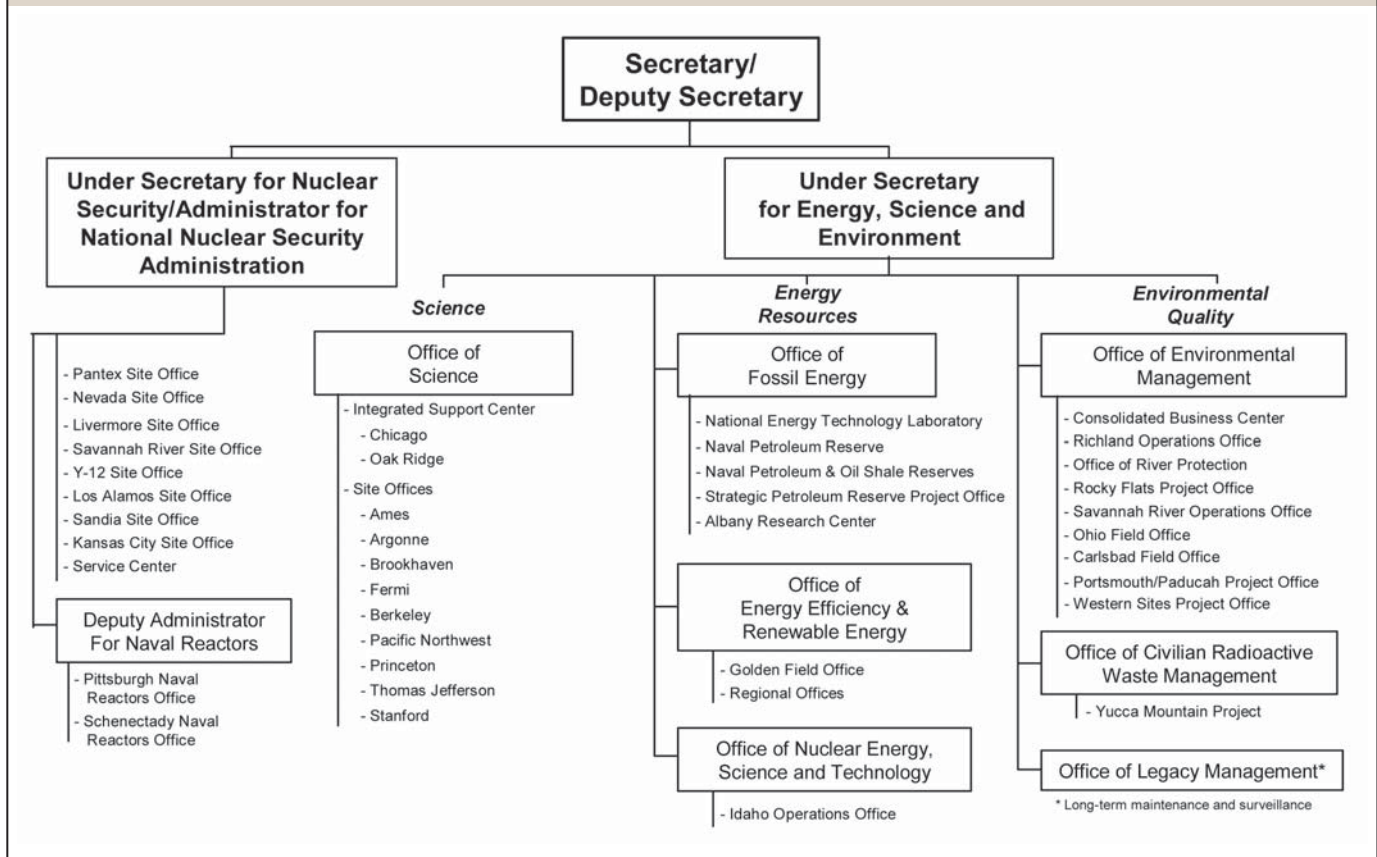 Secretary/
Deputy Secretary
Under Secretary for Nuclear
Security/Administrator for
National Nuclear Security
Administration
- Pantex Site Office
- Nevada Site Office
- Livermore Site Office
- Savannah River Site Office
- Y-12 Site Office
- Los Alamos Site Office
- Sandia Site Office
- Kansas City Site Office
- Service Center
Deputy Administrator
For Naval Reactors
- Pittsburgh Naval
Reactors Office
- Schenectady Naval
Reactors Office
Under Secretary
for Energy, Science and
Environment
Science
Office of
Science
- Integrated Support Center
- Chicago
- Oak Ridge
- Site Offices
- Ames
- Argonne
- Brookhaven
- Fermi
- Berkeley
- Pacific Northwest
- Princeton
- Thomas Jefferson
- Stanford
Energy
Resources
Office of
Fossil Energy
- National Energy Technology Laboratory
- Naval Petroleum Reserve
- Naval Petroleum & Oil Shale Reserves
- Strategic Petroleum Reserve Project Office
- Albany Research Center
Office of
Energy Efficiency &
Renewable Energy
- Golden Field Office
- Regional Offices
Office of Nuclear Energy,
Science and Technology
- Idaho Operations Office
Environmental
Quality
Office of Environmental
Management
- Consolidated Business Center
- Richland Operations Office
- Office of River Protection
- Rocky Flats Project Office
- Savannah River Operations Office
- Ohio Field Office
- Carlsbad Field Office
- Portsmouth/Paducah Project Office
- Western Sites Project Office
Office of Civilian Radioactive
Waste Management
- Yucca Mountain Project
Office of Legacy Management*
* Long-term maintenance and surveillance